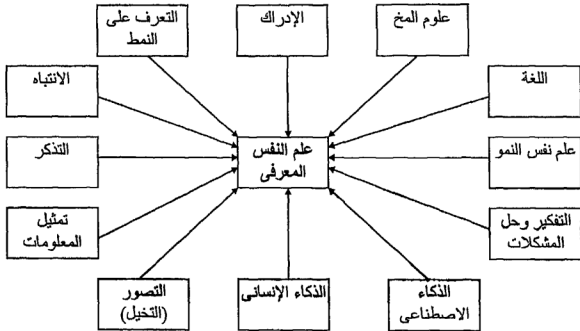 علوم المخ
الإدراك
التعرف على
النمط
اللغة
الانتباه
علم النفس
المعرفى
علم نفس النمو
التذكر
التفكير وحل
المشكلات
تمثيل
المعلومات
الذكاء
الاصطناعى
الذكاء الإنسانى
التصور
(التخيل)